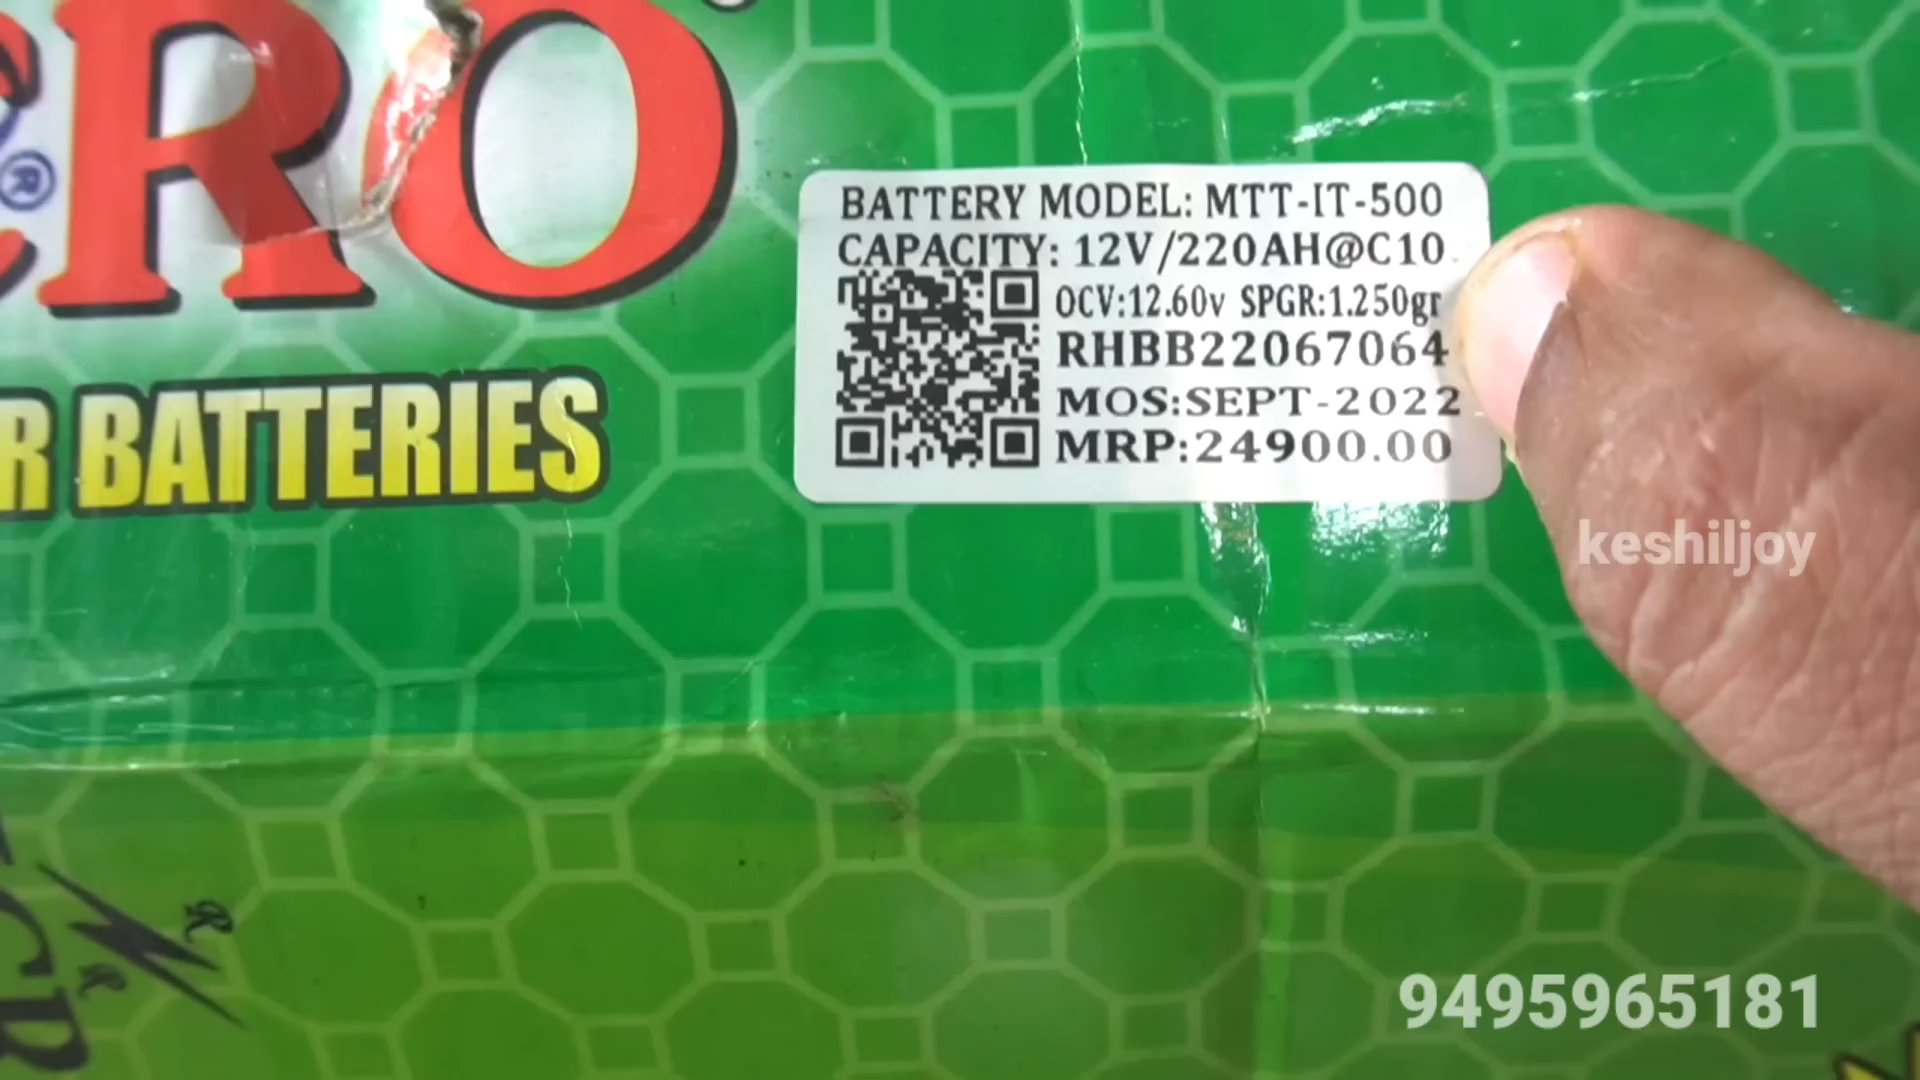 CRO
®
R BATTERIES
BATTERY MODEL: MTT-IT-500
CAPACITY: 12V/220AH@C10
OCV:12.60v SPGR:1.250gr
RHBB22067064
MOS:SEPT-2022
MRP:24900.00
keshiljoy
9495965181